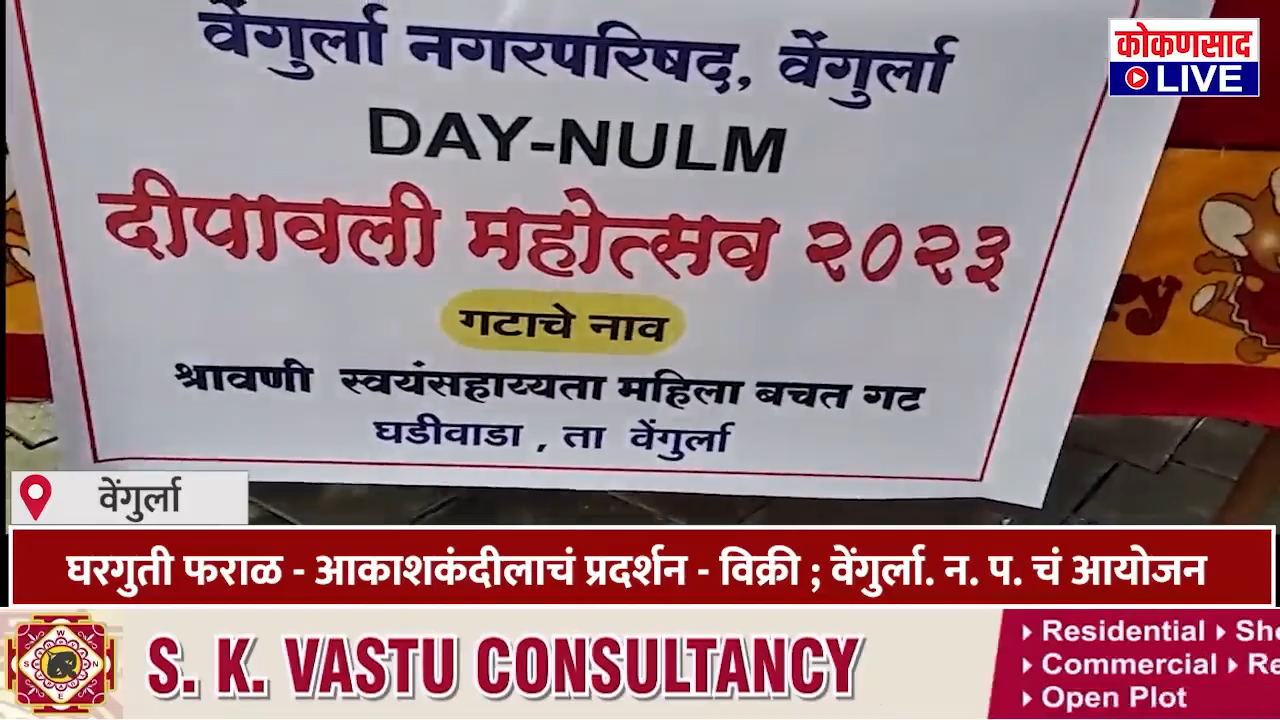 वेंगुर्ला नगरपरिषद, वेंगुर्ला
कोकणसाद
LIVE
DAY-NULM
दीपावली महोत्सव २०२३
गटाचे नाव
श्रावणी स्वयंसहाय्यता महिला बचत गट
घडीवाडा , ता वेंगुर्ला
वेंगुर्ला
घरगुती फराळ - आकाशकंदीलाचं प्रदर्शन - विक्री ; वेंगुर्ला. न. प. चं आयोजन
S. K. VASTU CONSULTANCY
Residential
Commercial
Open Plot